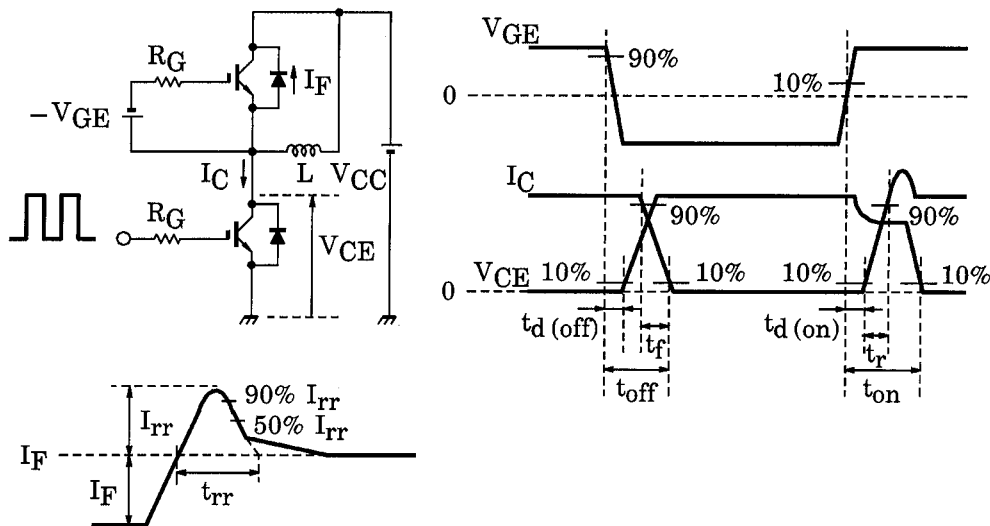 RG
IF
−VGE
IC
L
VCC
RG
VCE
VGE
90%
10%
0
IC
90%
90%
VCE
10%
10%
10%
10%
0
td (off)
tf
td (on)
tr
toff
ton
Irr
90% Irr
50% Irr
IF
IF
trr